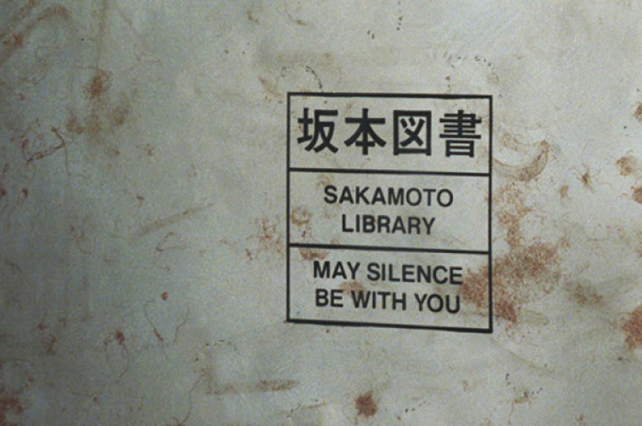 坂本図書
SAKAMOTO
LIBRARY
MAY SILENCE
BE WITH YOU